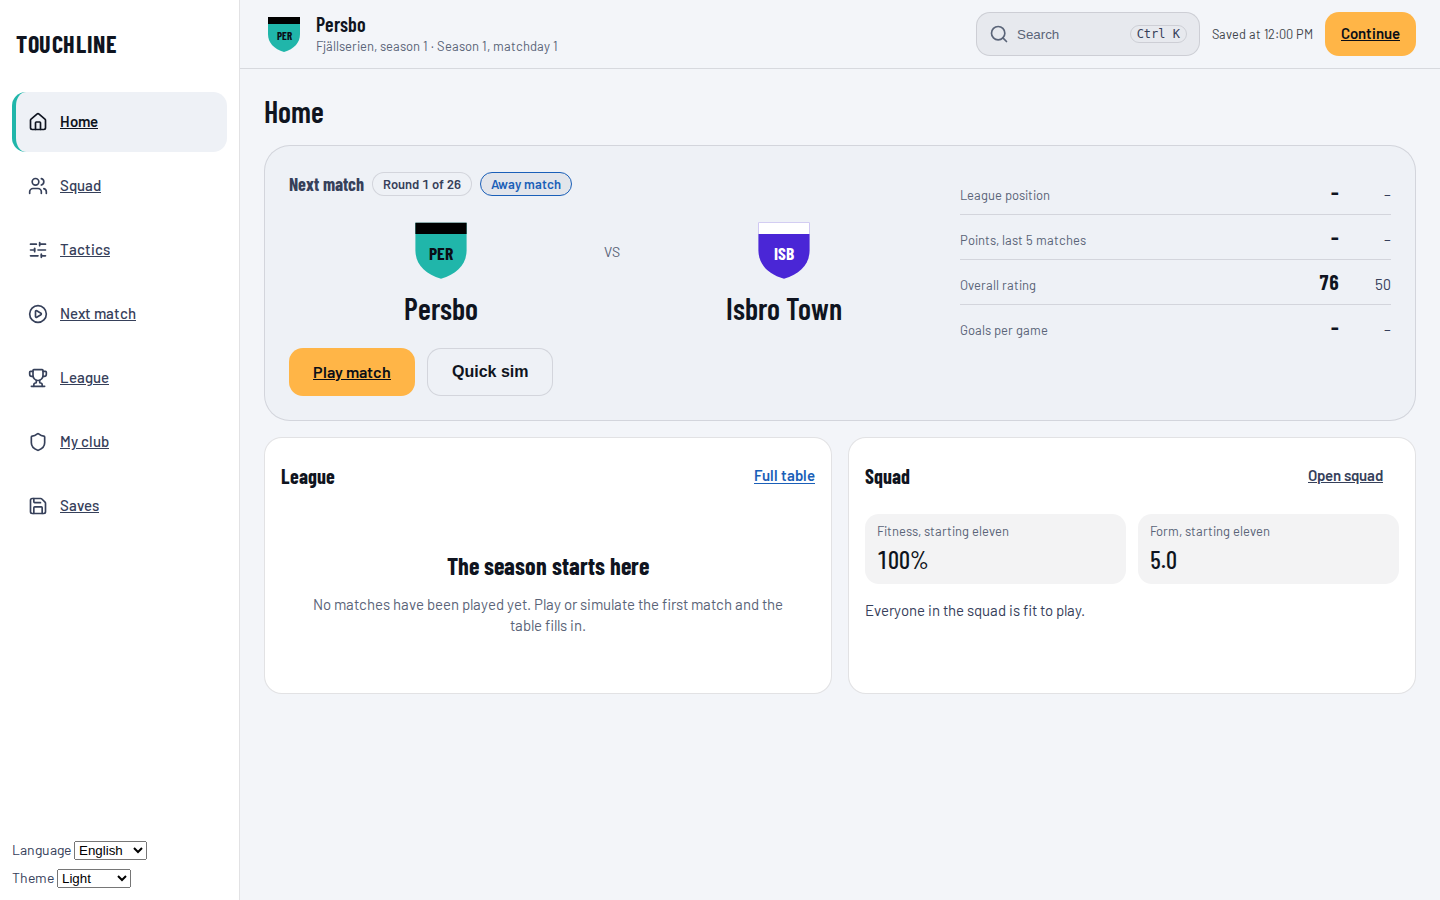 TOUCHLINE
Home
Squad
Tactics
Next match
League
My club
Saves
Language English
Theme Light
PER
Persbo
Fjällserien, season 1 · Season 1, matchday 1
Search Ctrl K
Saved at 12:00 PM
Continue
Home
Next match Round 1 of 26 Away match
PER
Persbo
VS
ISB
Isbro Town
Play match
Quick sim
League position - –
Points, last 5 matches - –
Overall rating 76 50
Goals per game - –
League
Full table
The season starts here
No matches have been played yet. Play or simulate the first match and the
table fills in.
Squad
Open squad
Fitness, starting eleven
100%
Form, starting eleven
5.0
Everyone in the squad is fit to play.